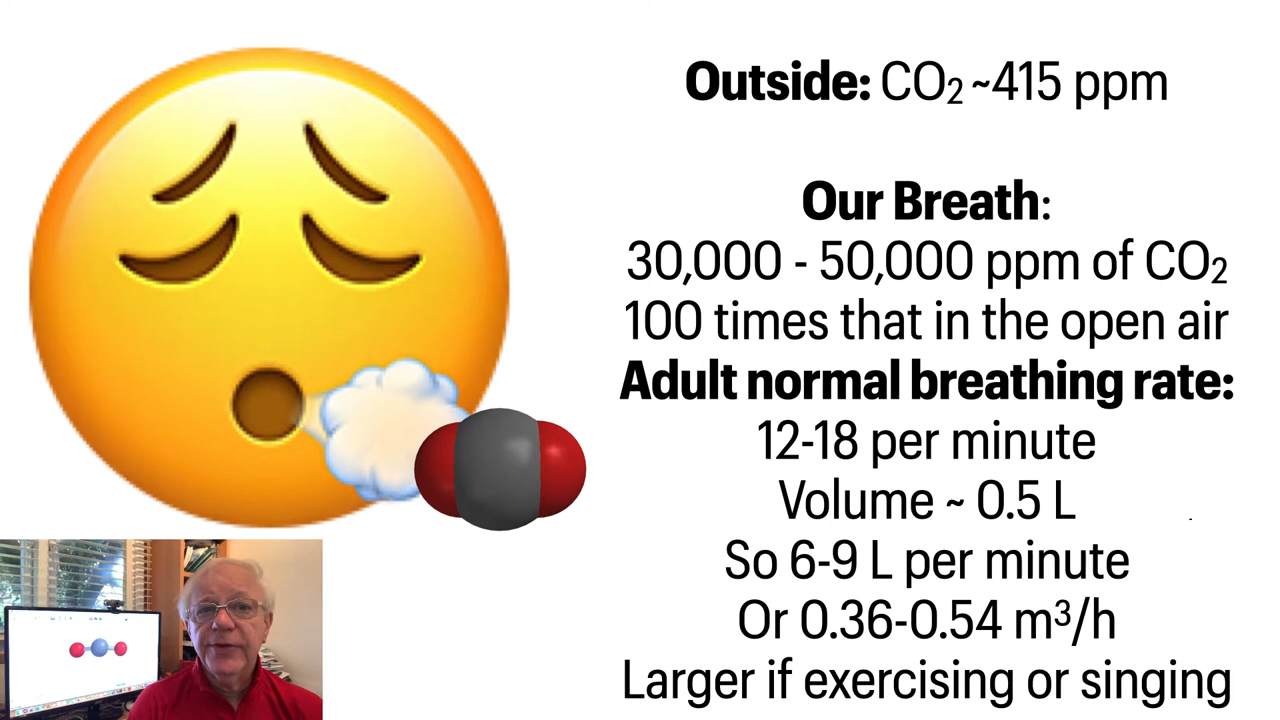 Outside: CO₂ ~415 ppm
Our Breath:
30,000 - 50,000 ppm of CO₂
100 times that in the open air
Adult normal breathing rate:
12-18 per minute
Volume ~ 0.5 L
So 6-9 L per minute
Or 0.36-0.54 m³/h
Larger if exercising or singing